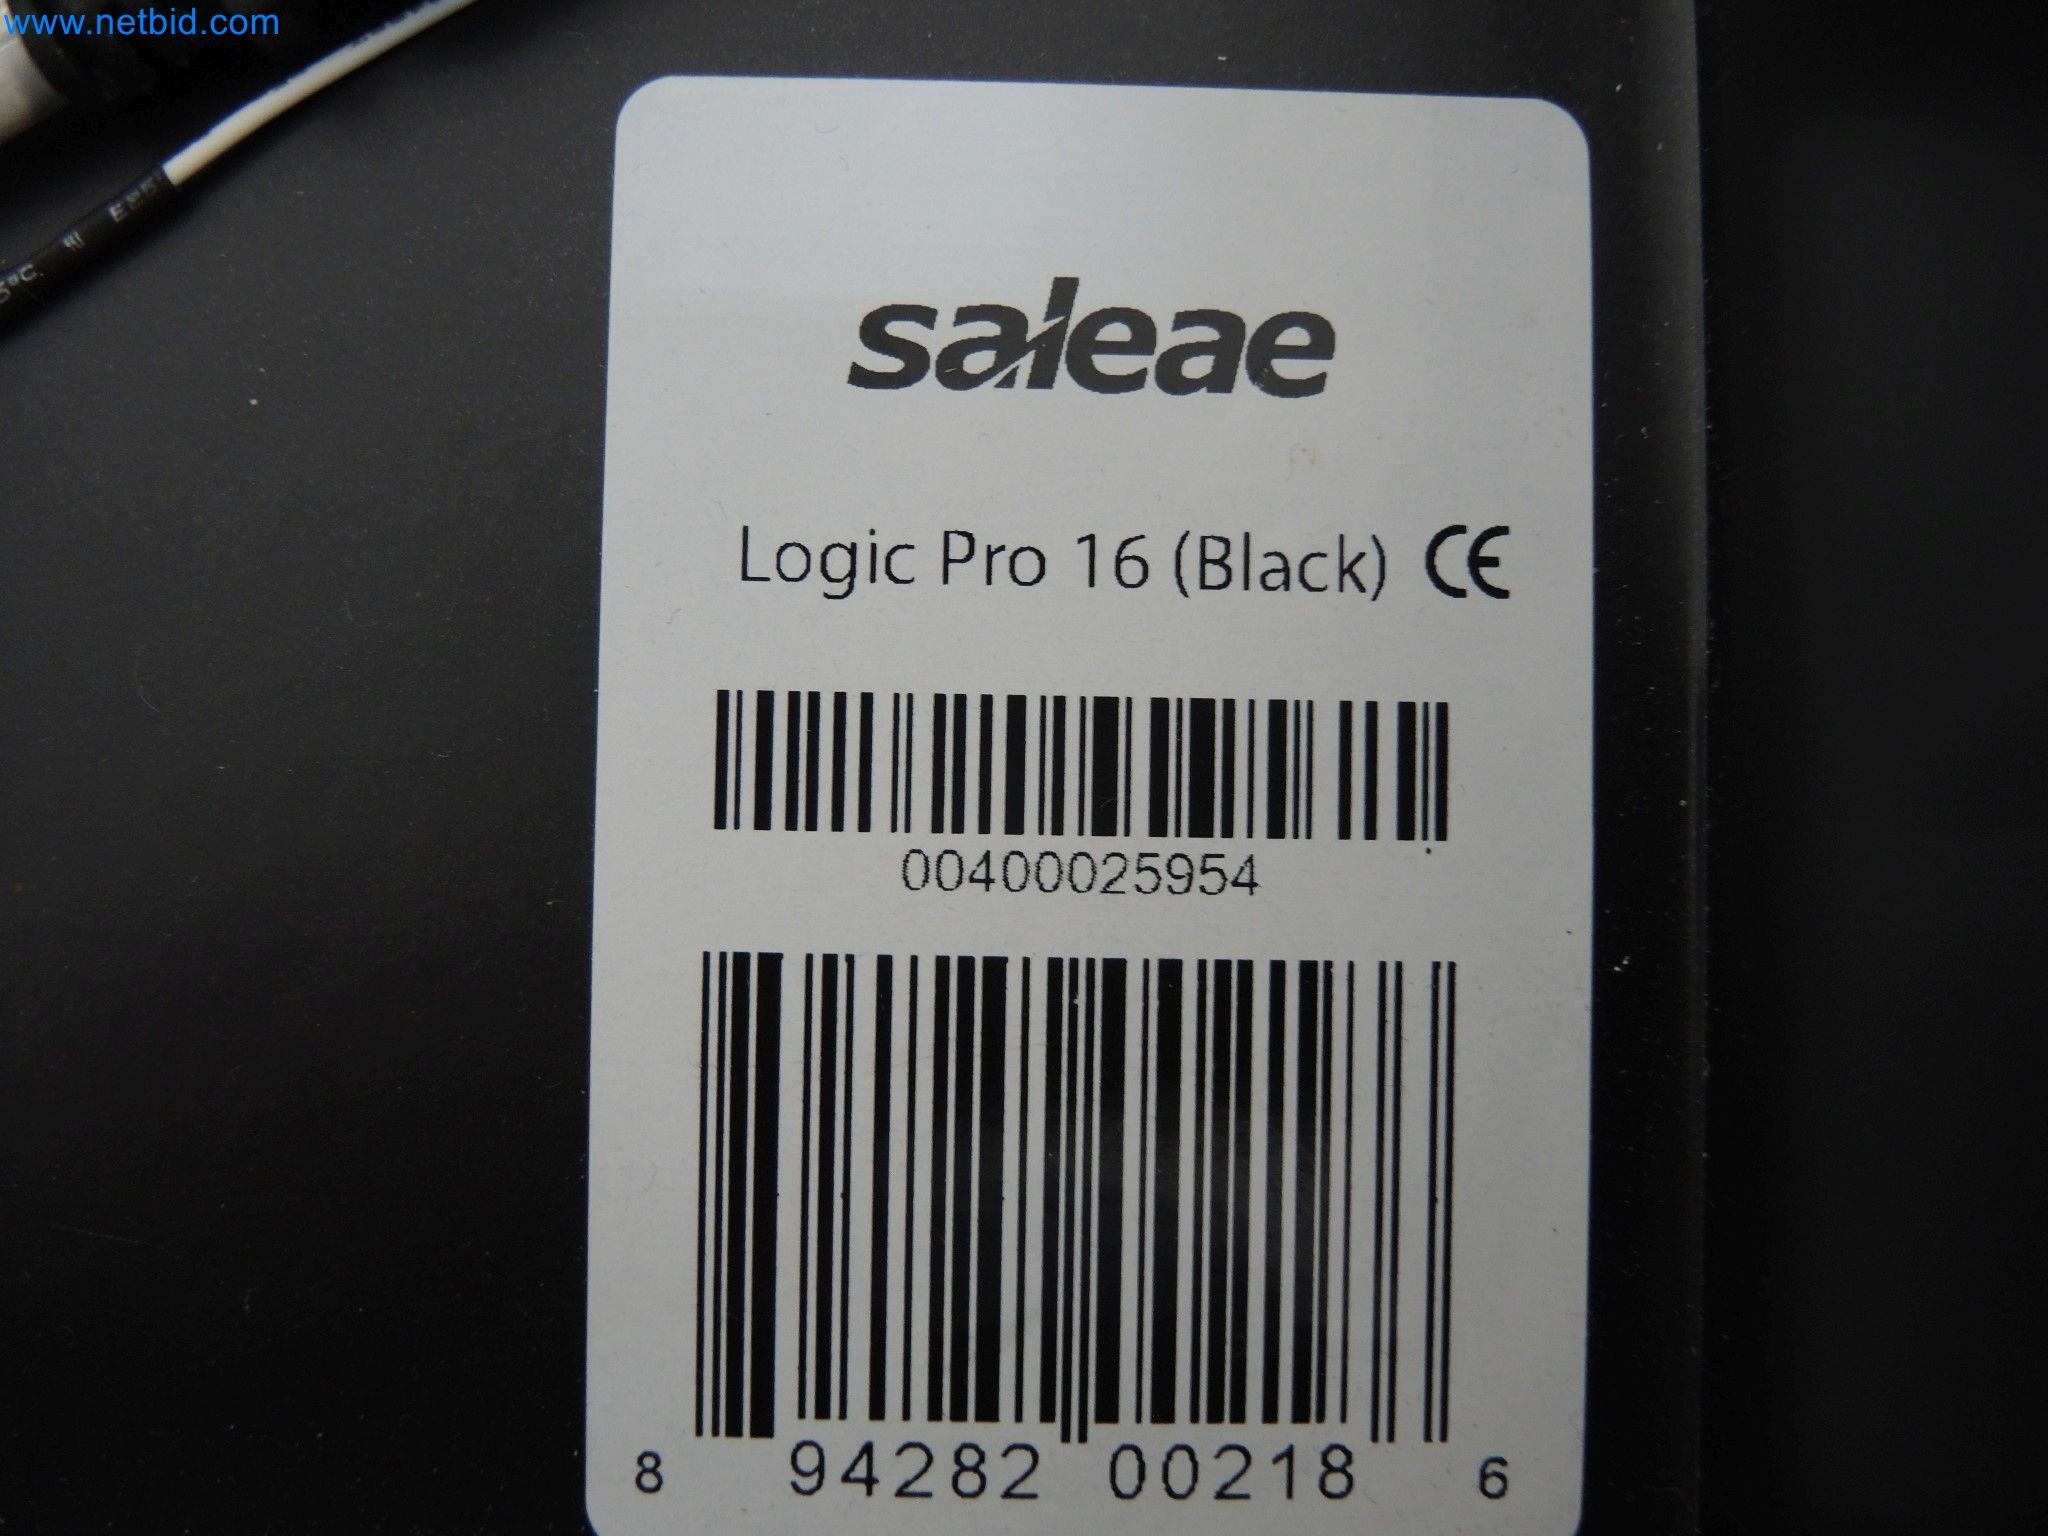 www.netbid.com
saleae
Logic Pro 16 (Black) CE
00400025954
8 94282 00218 6